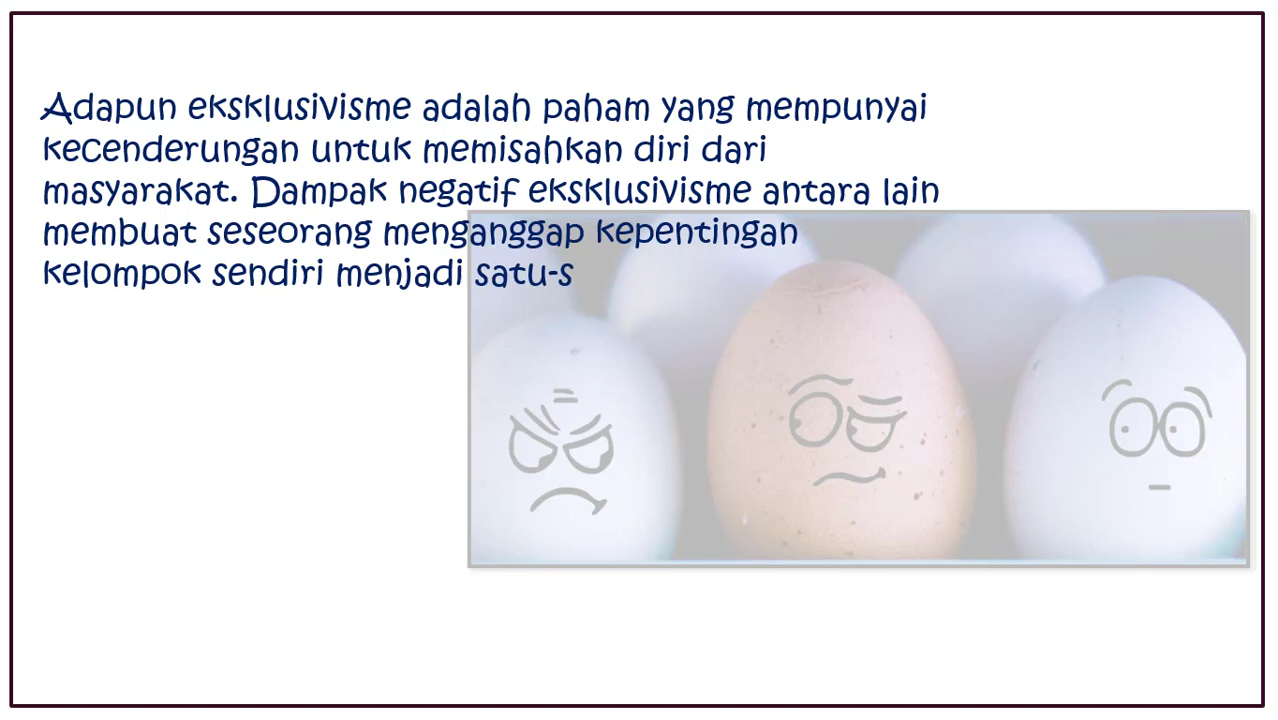 Adapun eksklusivisme adalah paham yang mempunyai
kecenderungan untuk memisahkan diri dari
masyarakat. Dampak negatif eksklusivisme antara lain
membuat seseorang menganggap kepentingan
kelompok sendiri menjadi satu-s